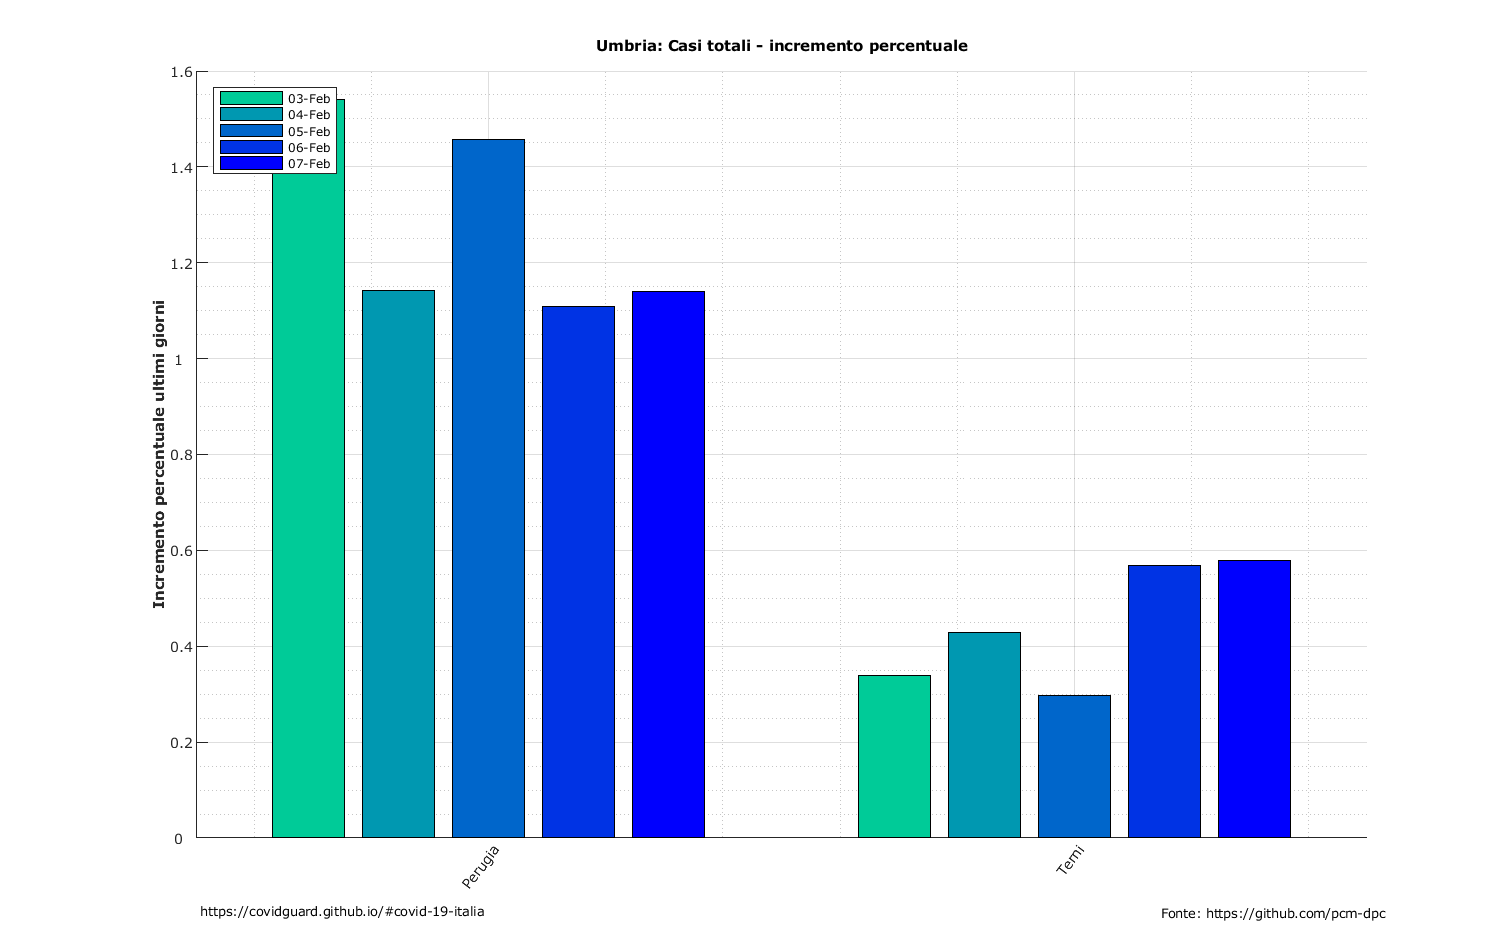 Umbria: Casi totali - incremento percentuale
1.6
1.4
1.2
1
0.8
0.6
0.4
0.2
0
Incremento percentuale ultimi giorni
03-Feb
04-Feb
05-Feb
06-Feb
07-Feb
Perugia
Terni
https://covidguard.github.io/#covid-19-italia
Fonte: https://github.com/pcm-dpc